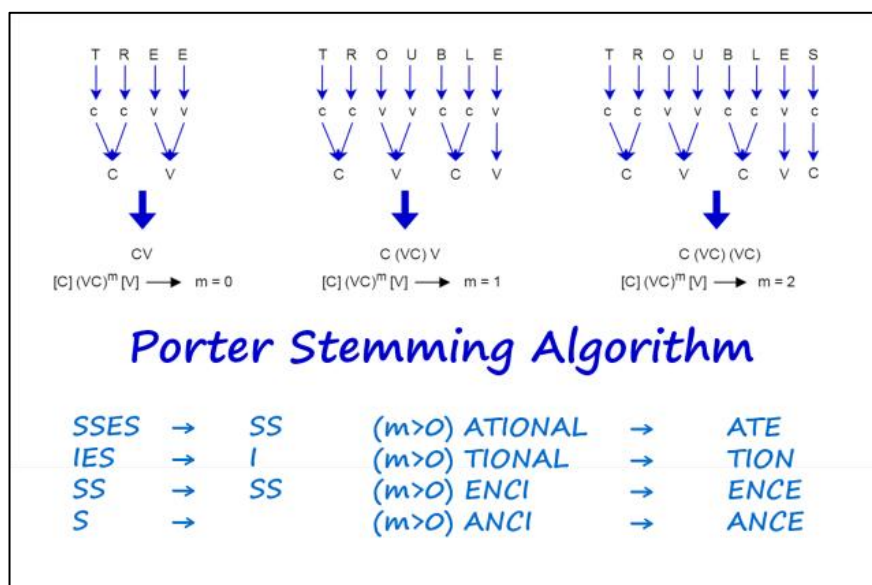 T R E E T R O U B L E T R O U B L E S
c c v v c c v v c c v c c v v c c v c
C V C V C V C V C V C
CV C (VC) V C (VC) (VC)
[C] (VC)^m [V] → m = 0 [C] (VC)^m [V] → m = 1 [C] (VC)^m [V] → m = 2
Porter Stemming Algorithm
SSES → SS (m>0) ATIONAL → ATE
IES → I (m>0) TIONAL → TION
SS → SS (m>0) ENCI → ENCE
S → (m>0) ANCI → ANCE